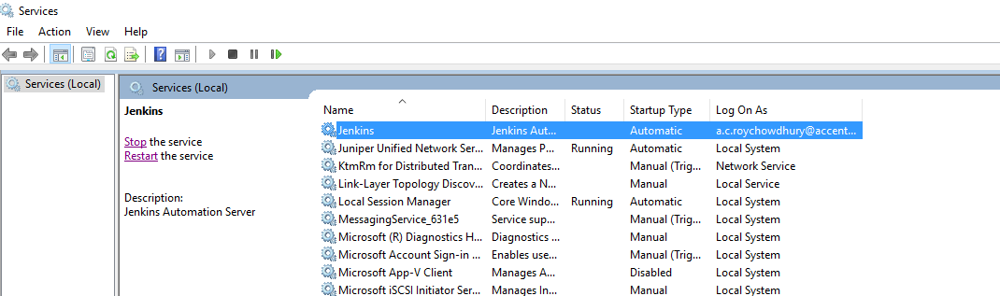 Services
File Action View Help
Services (Local)
Services (Local)
Jenkins
Stop the service
Restart the service
Description:
Jenkins Automation Server
Name Description Status Startup Type Log On As
Jenkins Jenkins Aut... Automatic a.c.roychowdhury@accent...
Juniper Unified Network Ser... Manages P... Running Automatic Local System
KtmRm for Distributed Tran... Coordinates... Manual (Trig... Network Service
Link-Layer Topology Discov... Creates a N... Manual Local Service
Local Session Manager Core Windo... Running Automatic Local System
MessagingService_631e5 Service sup... Manual (Trig... Local System
Microsoft (R) Diagnostics H... Diagnostics ... Manual Local System
Microsoft Account Sign-in ... Enables use... Manual (Trig... Local System
Microsoft App-V Client Manages A... Disabled Local System
Microsoft iSCSI Initiator Ser... Manages In... Manual Local System